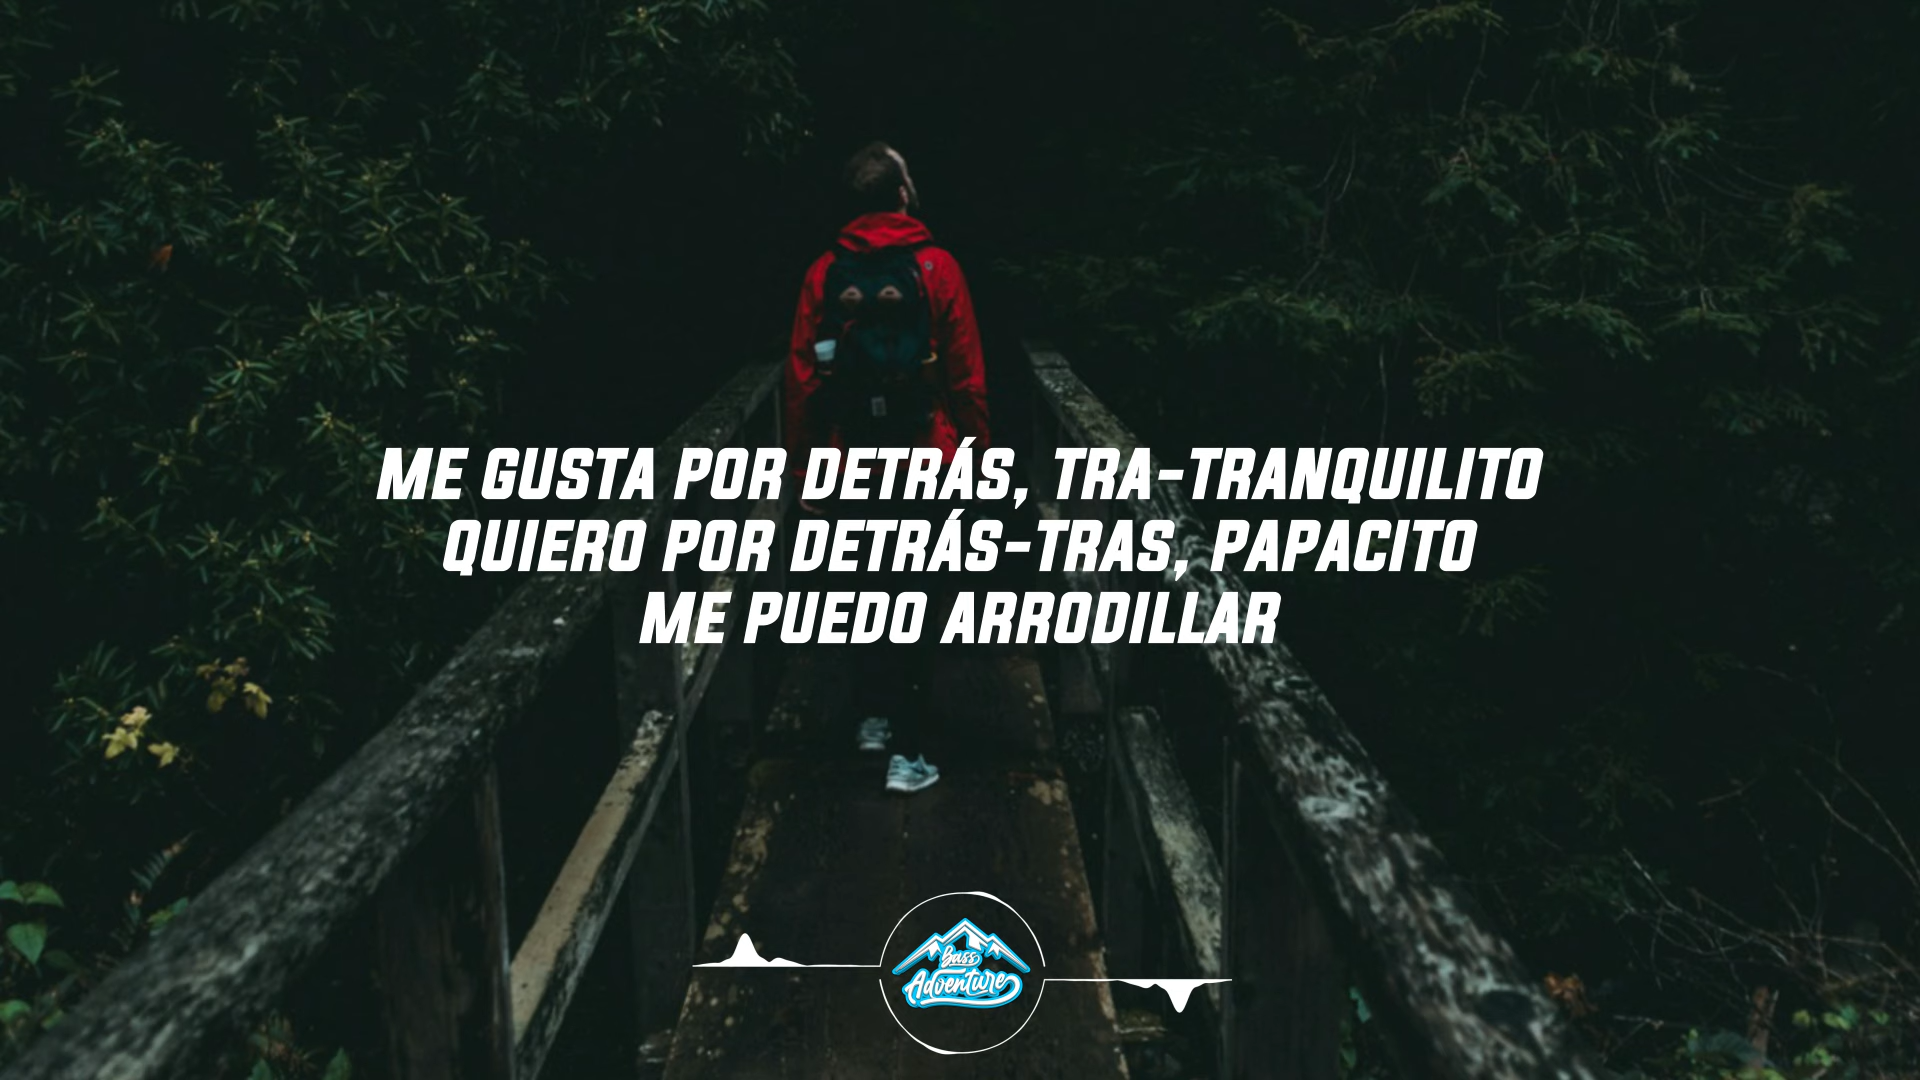 ME GUSTA POR DETRÁS, TRA-TRANQUILITO
QUIERO POR DETRÁS-TRAS, PAPACITO
ME PUEDO ARRODILLAR
Bass
Adventure